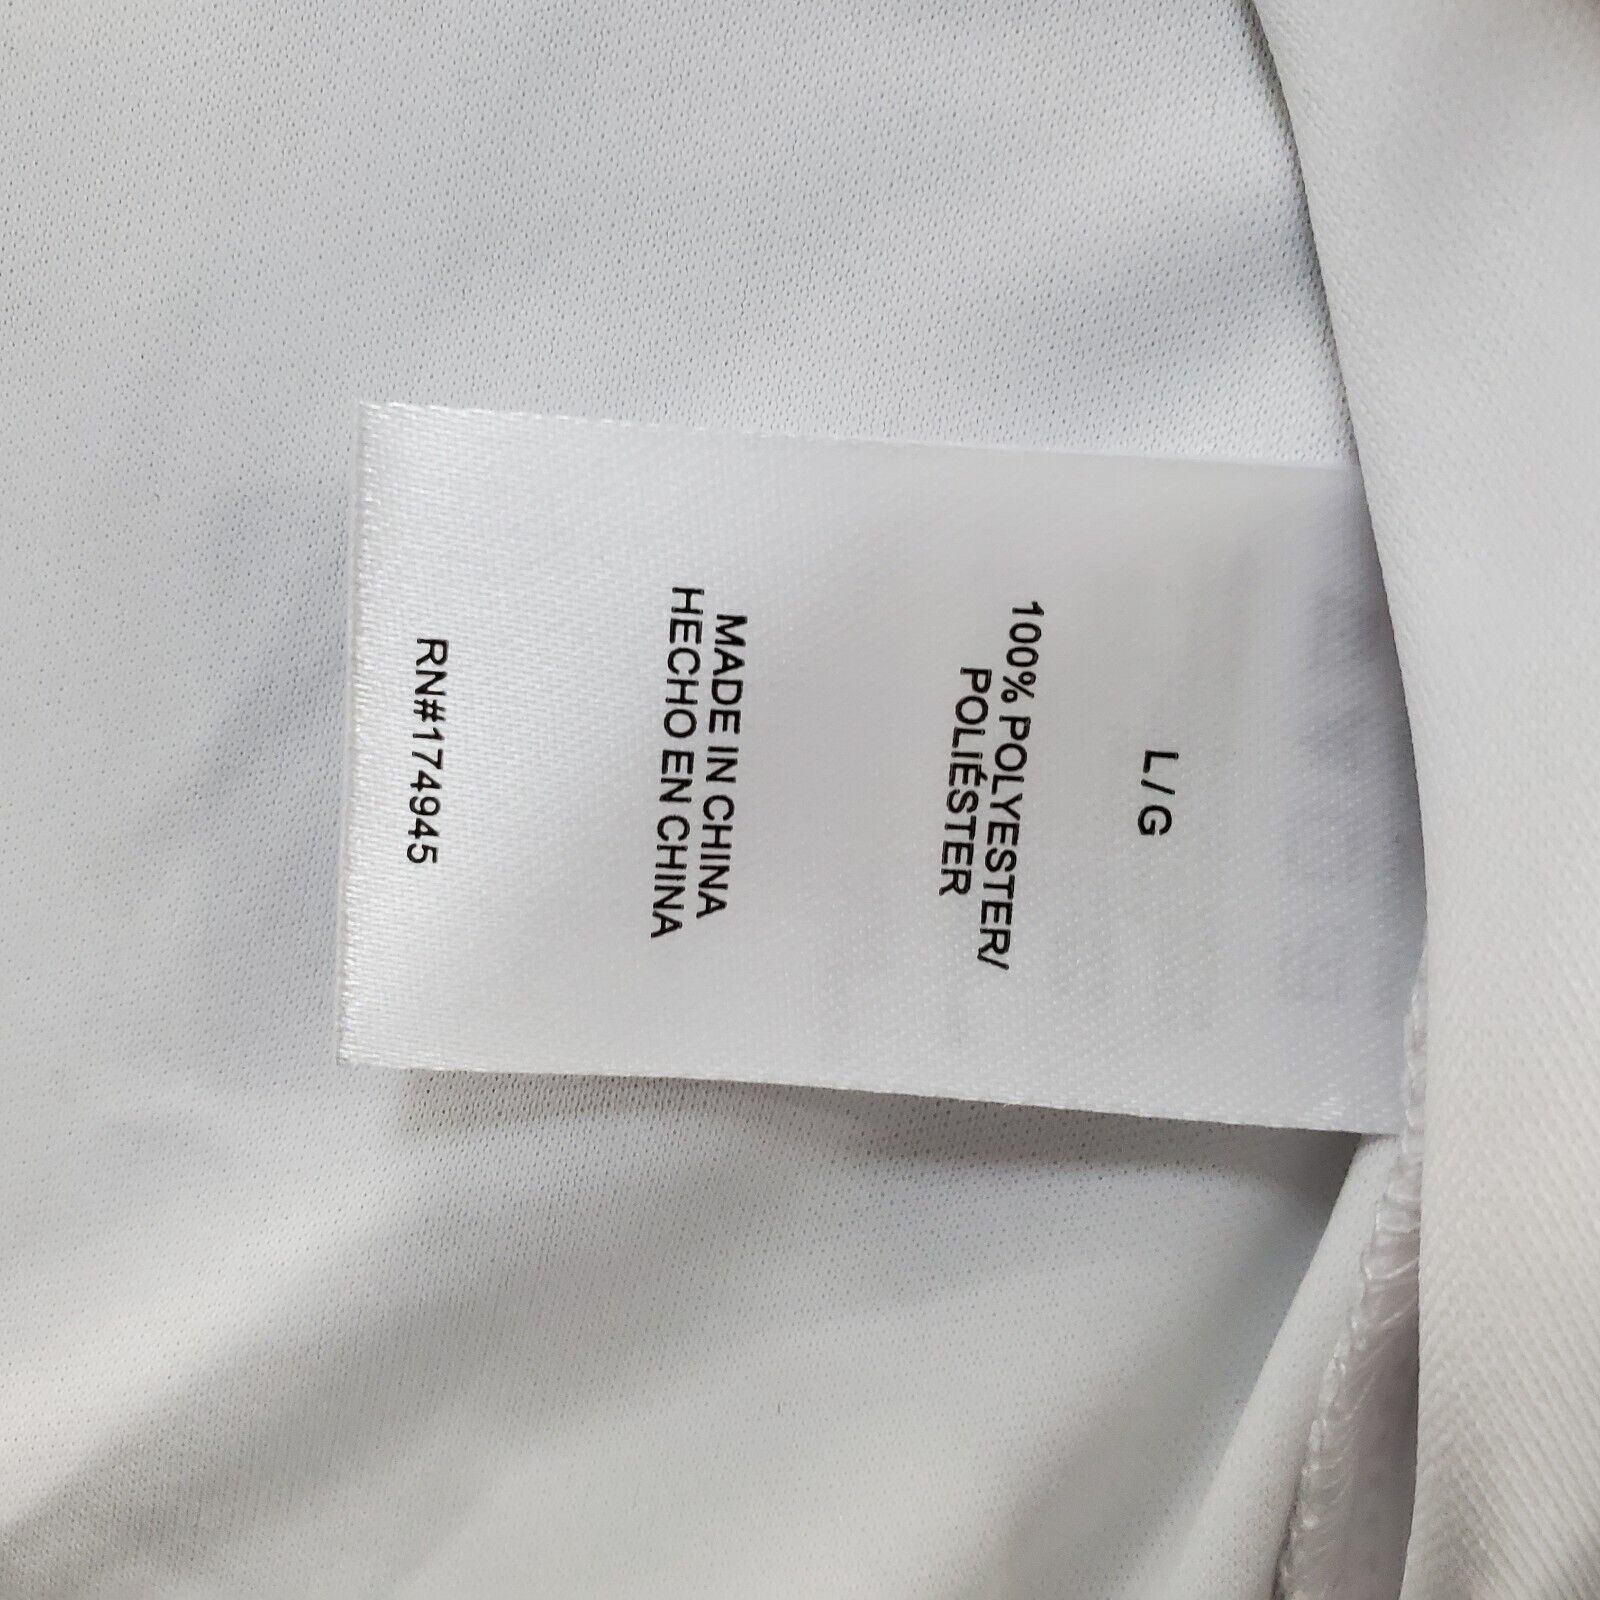 L/G
100% POLYESTER/
POLIÉSTER
MADE IN CHINA
HECHO EN CHINA
RN#174945